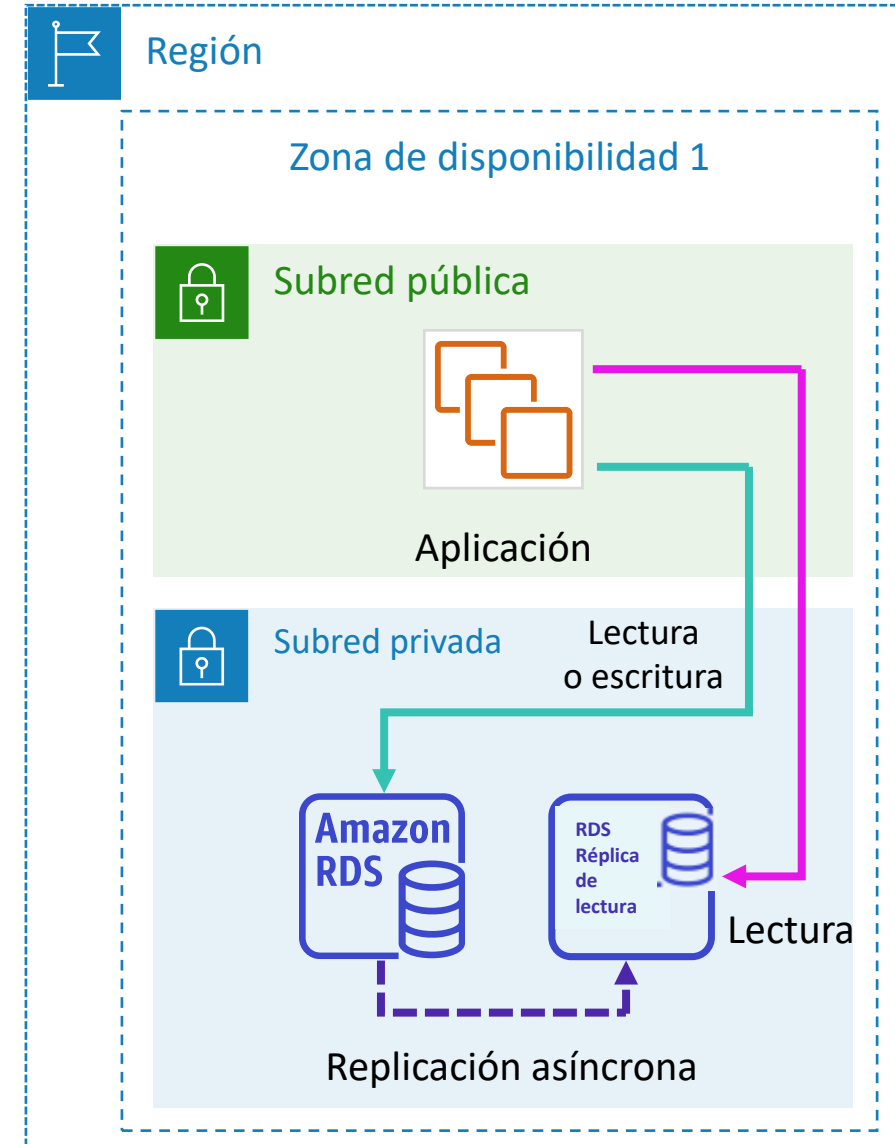 Región
Zona de disponibilidad 1
Subred pública
Aplicación
Subred privada
Lectura
o escritura
Amazon
RDS
RDS
Réplica
de
lectura
Lectura
Replicación asíncrona